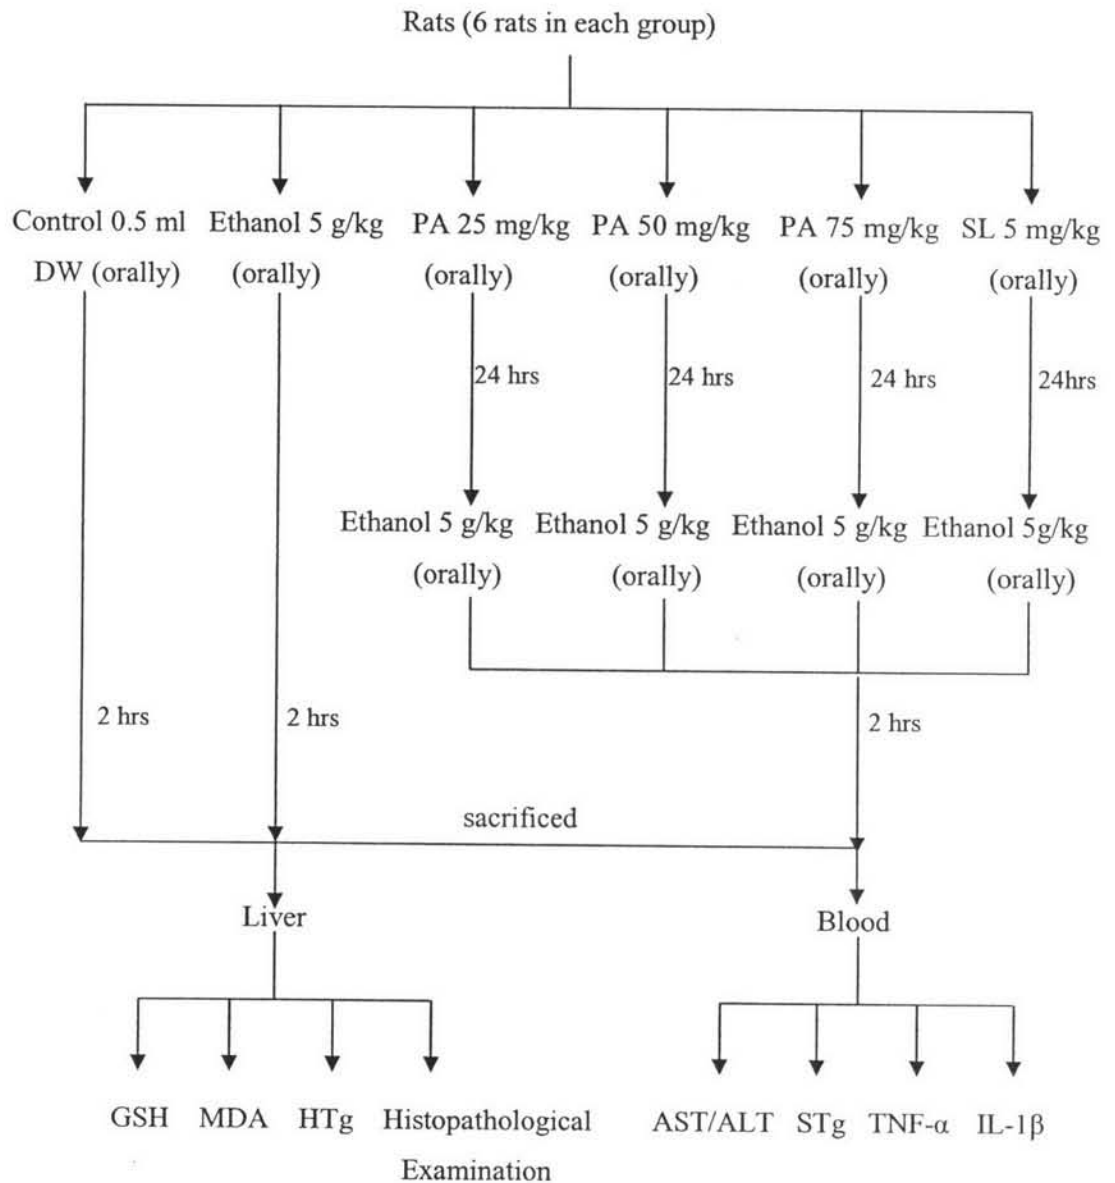 Rats (6 rats in each group)
Control 0.5 ml Ethanol 5 g/kg PA 25 mg/kg PA 50 mg/kg PA 75 mg/kg SL 5 mg/kg
DW (orally) (orally) (orally) (orally) (orally) (orally)
24 hrs 24 hrs 24 hrs 24hrs
Ethanol 5 g/kg Ethanol 5 g/kg Ethanol 5 g/kg Ethanol 5g/kg
(orally) (orally) (orally) (orally)
2 hrs 2 hrs 2 hrs
sacrificed
Liver Blood
GSH MDA HTg Histopathological AST/ALT STg TNF-α IL-1β
Examination